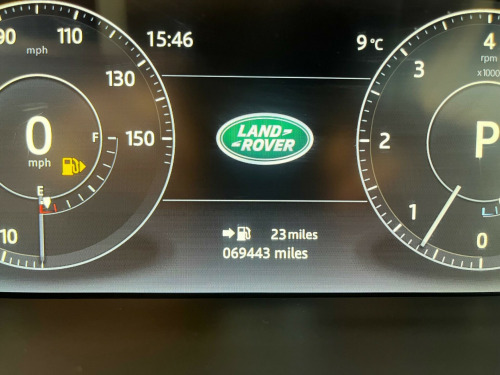 90
110
mph
130
150
0
mph
F
E
10
15:46
9 °C
LAND
ROVER
23 miles
069443 miles
4
rpm
x1000
3
2
1
0
P